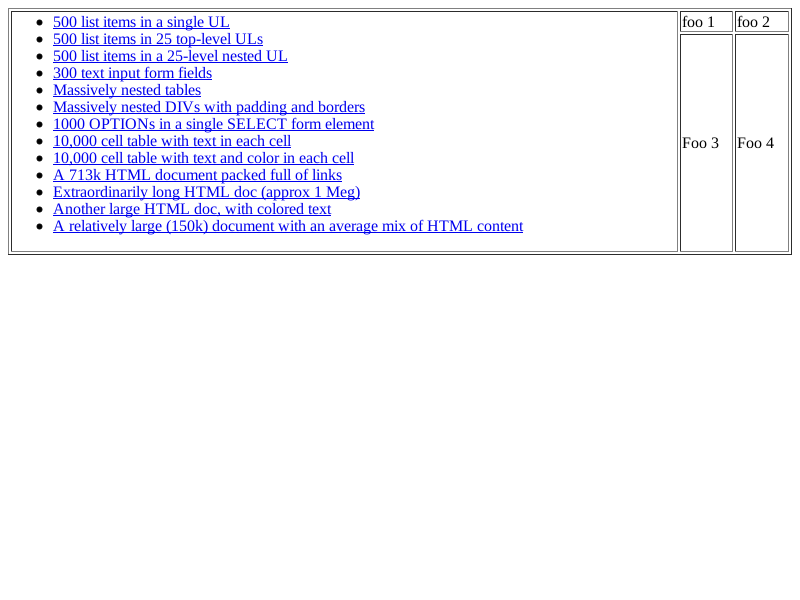 500 list items in a single UL
500 list items in 25 top-level ULs
500 list items in a 25-level nested UL
300 text input form fields
Massively nested tables
Massively nested DIVs with padding and borders
1000 OPTIONs in a single SELECT form element
10,000 cell table with text in each cell
10,000 cell table with text and color in each cell
A 713k HTML document packed full of links
Extraordinarily long HTML doc (approx 1 Meg)
Another large HTML doc, with colored text
A relatively large (150k) document with an average mix of HTML content
foo 1
foo 2
Foo 3
Foo 4